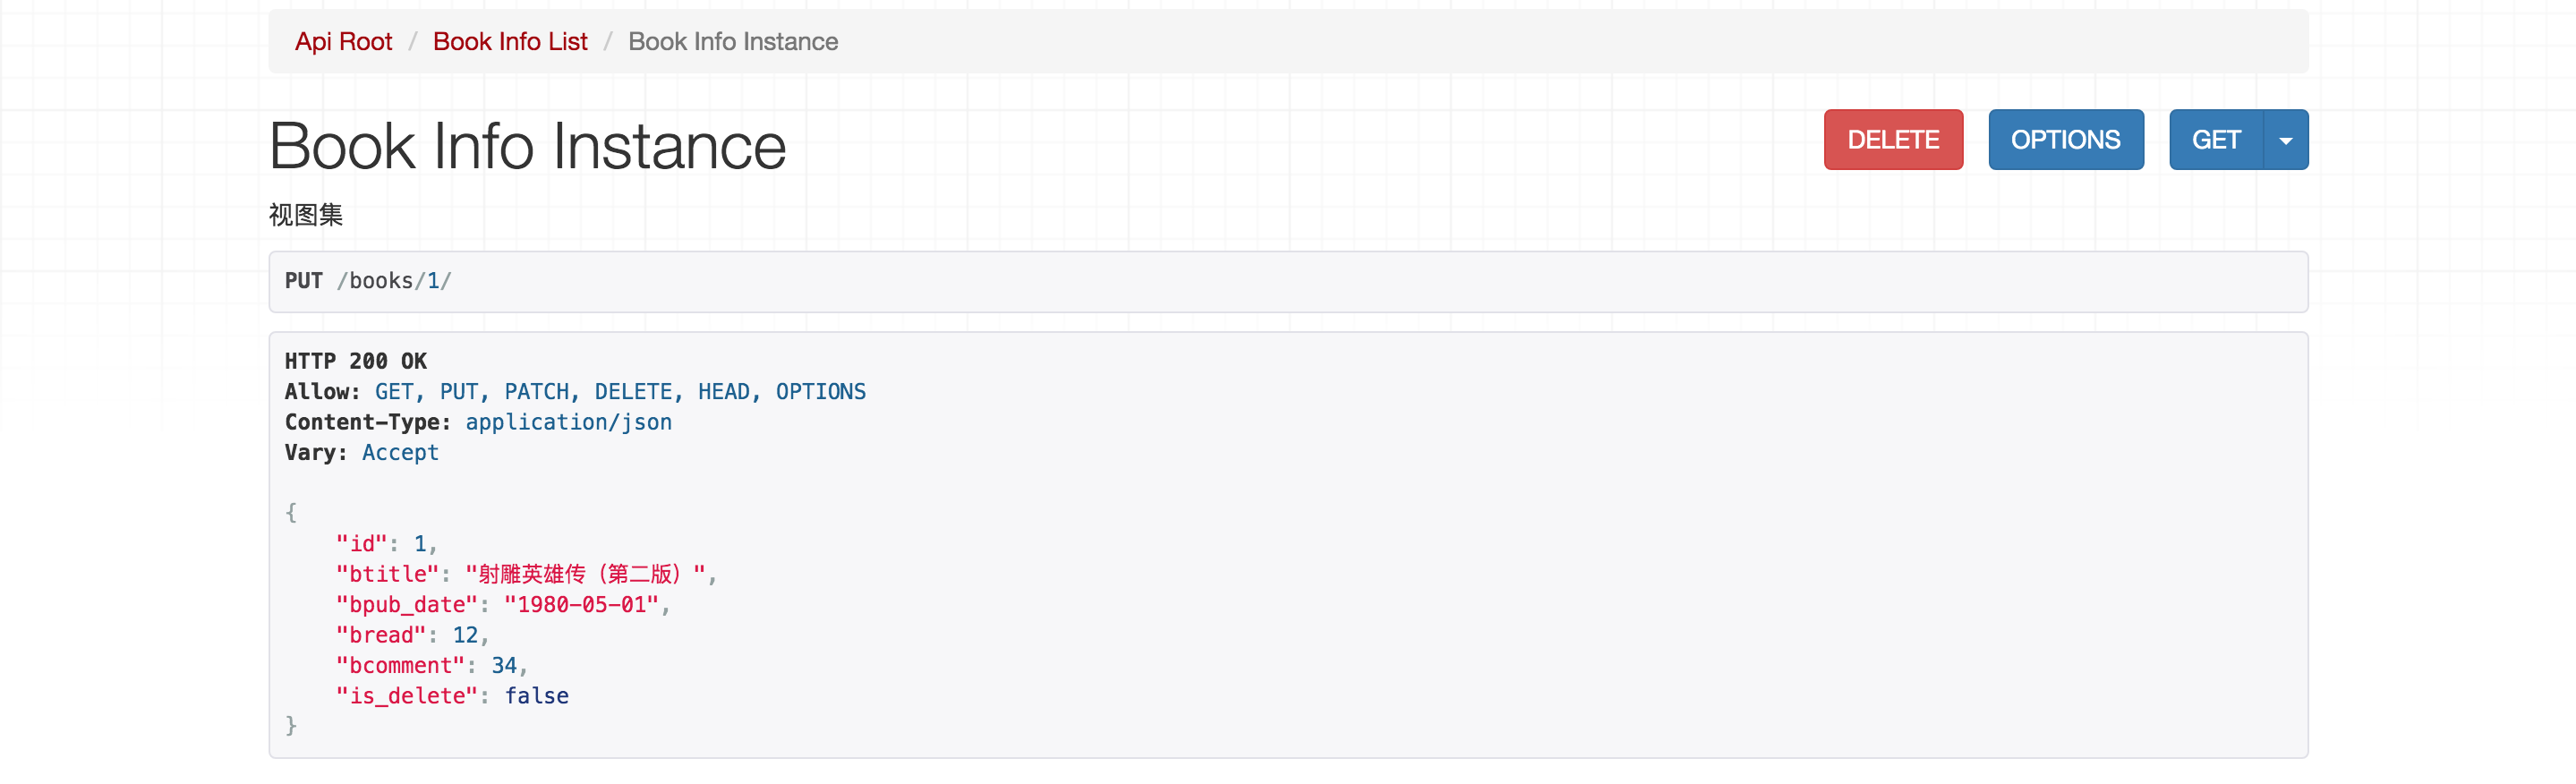 Api Root / Book Info List / Book Info Instance
Book Info Instance
DELETE
OPTIONS
GET
视图集
PUT /books/1/
HTTP 200 OK
Allow: GET, PUT, PATCH, DELETE, HEAD, OPTIONS
Content-Type: application/json
Vary: Accept
{
    "id": 1,
    "btitle": "射雕英雄传（第二版）",
    "bpub_date": "1980-05-01",
    "bread": 12,
    "bcomment": 34,
    "is_delete": false
}